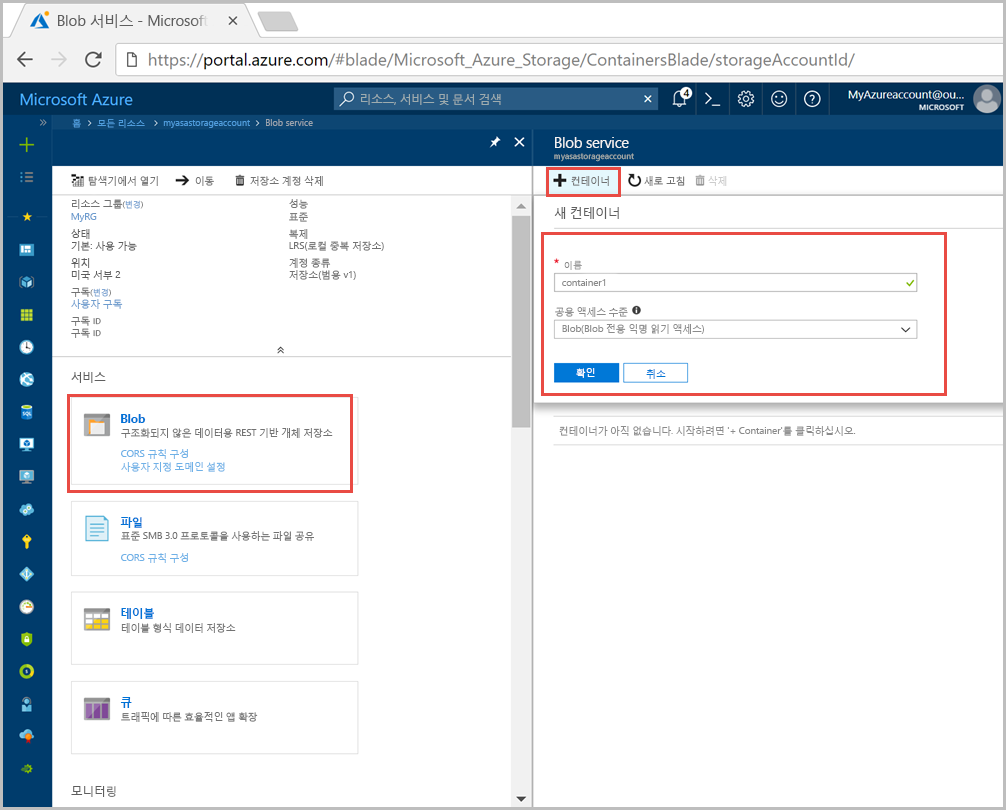 Blob 서비스 - Microsoft
https://portal.azure.com/#blade/Microsoft_Azure_Storage/ContainersBlade/storageAccountId/
Microsoft Azure
리소스, 서비스 및 문서 검색
4
MyAzureaccount@ou...
MICROSOFT
홈 > 모든 리소스 > myasastorageaccount > Blob service
탐색기에서 열기
이동
저장소 계정 삭제
리소스 그룹(변경)
MyRG
상태
기본: 사용 가능
위치
미국 서부 2
구독(변경)
사용자 구독
구독 ID
구독 ID
성능
표준
복제
LRS(로컬 중복 저장소)
계정 종류
저장소(범용 v1)
서비스
Blob
구조화되지 않은 데이터용 REST 기반 개체 저장소
CORS 규칙 구성
사용자 지정 도메인 설정
파일
표준 SMB 3.0 프로토콜을 사용하는 파일 공유
CORS 규칙 구성
테이블
테이블 형식 데이터 저장소
큐
트래픽에 따른 효율적인 앱 확장
모니터링
Blob service
myasastorageaccount
컨테이너
새로 고침
삭제
새 컨테이너
* 이름
container1
공용 액세스 수준
Blob(Blob 전용 익명 읽기 액세스)
확인
취소
컨테이너가 아직 없습니다. 시작하려면 '+ Container'를 클릭하십시오.